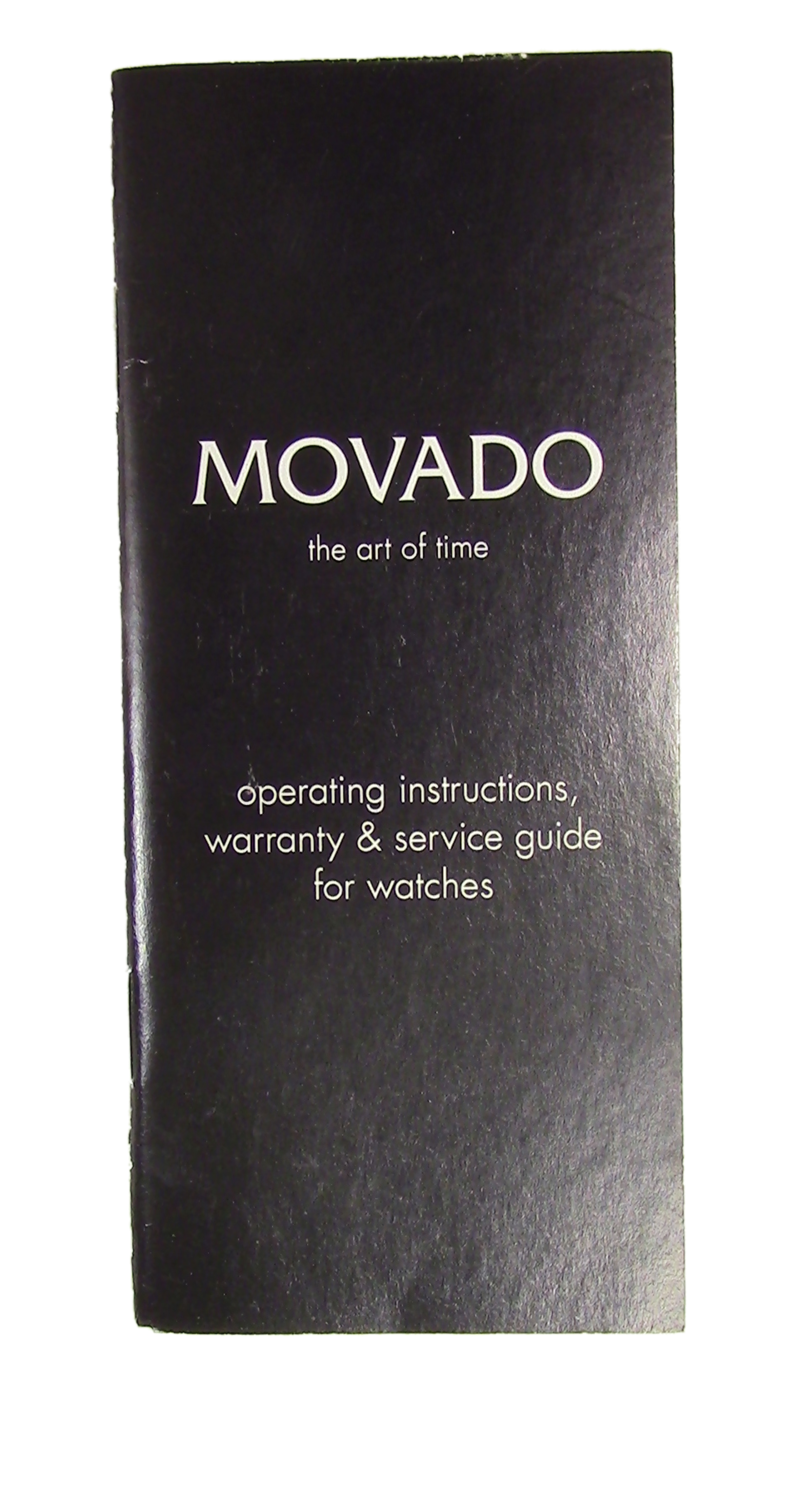 MOVADO
the art of time
operating instructions,
warranty & service guide
for watches